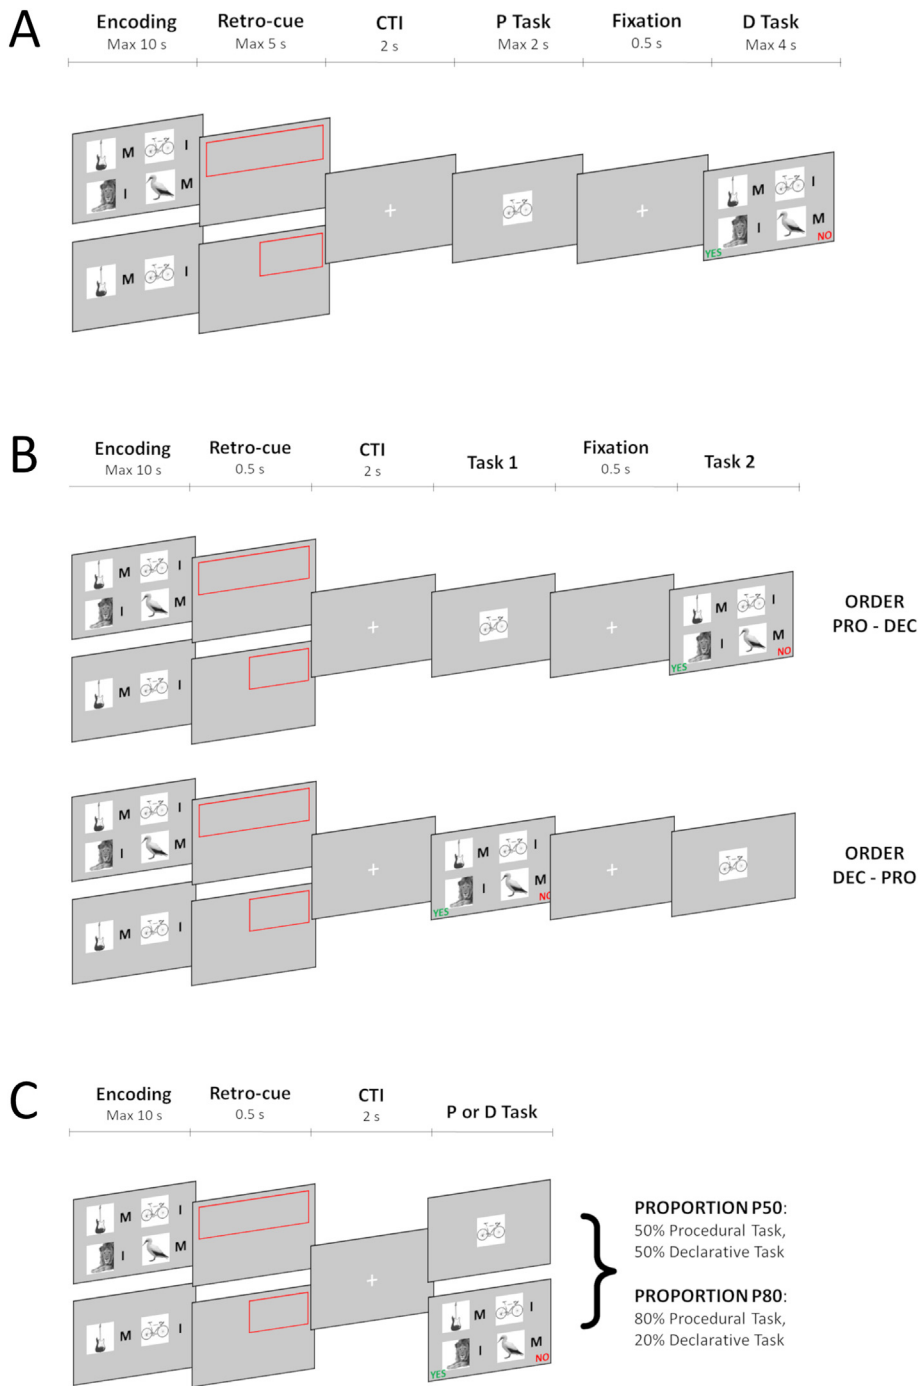 A
Encoding Retro-cue CTI P Task Fixation D Task
Max 10 s Max 5 s 2 s Max 2 s 0.5 s Max 4 s
M I
I M
M I
M I
I M
YES NO
B
Encoding Retro-cue CTI Task 1 Fixation Task 2
Max 10 s 0.5 s 2 s 0.5 s
M I
I M
M I
M I
I M
YES NO
ORDER
PRO - DEC
M I
I M
M I
M I
I M
YES NO
ORDER
DEC - PRO
C
Encoding Retro-cue CTI P or D Task
Max 10 s 0.5 s 2 s
M I
I M
M I
M I
I M
YES NO
PROPORTION P50:
50% Procedural Task,
50% Declarative Task
PROPORTION P80:
80% Procedural Task,
20% Declarative Task